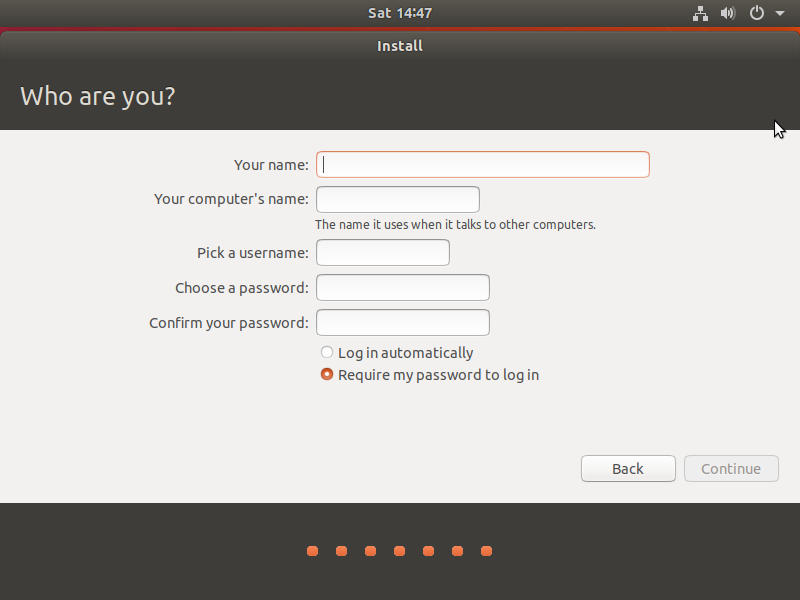 Sat 14:47
Install
Who are you?
Your name:
Your computer's name:
The name it uses when it talks to other computers.
Pick a username:
Choose a password:
Confirm your password:
Log in automatically
Require my password to log in
Back Continue